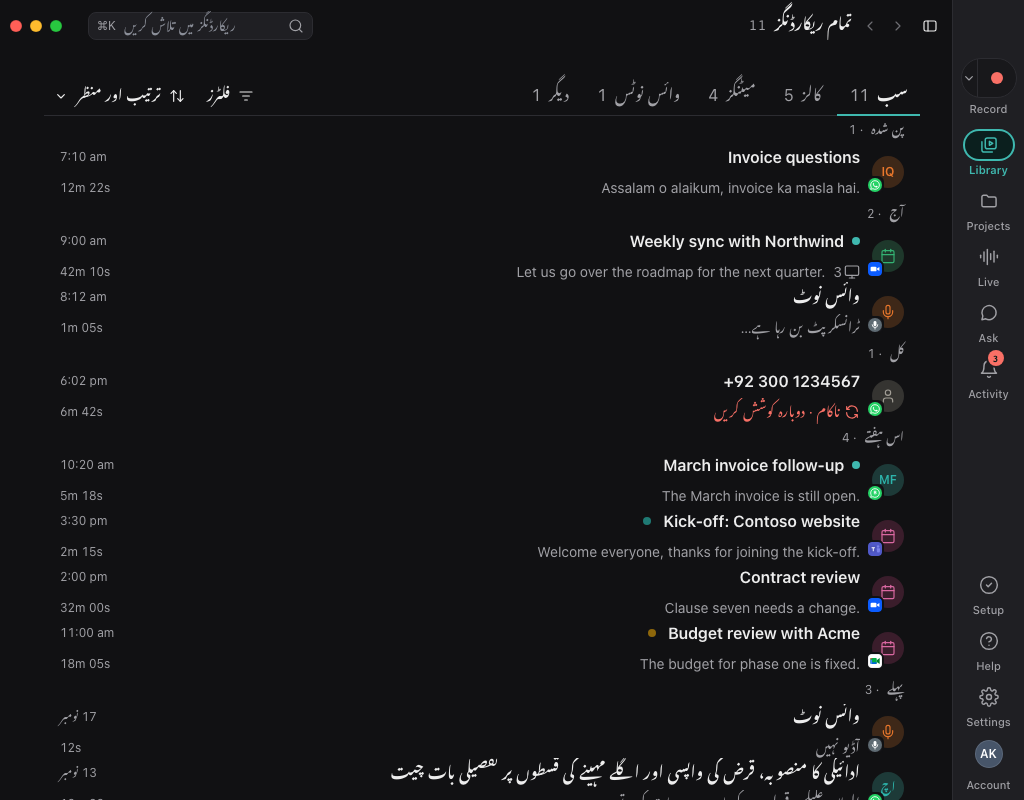 تمام ریکارڈنگز 11
ریکارڈنگز میں تلاش کریں ⌘K
سب 11
کالز 5
میٹنگز 4
وائس نوٹس 1
دیگر 1
فلٹرز
ترتیب اور منظر
پن شدہ · 1
IQ
Invoice questions
7:10 am
Assalam o alaikum, invoice ka masla hai.
12m 22s
آج · 2
Weekly sync with Northwind
9:00 am
Let us go over the roadmap for the next quarter. 3
42m 10s
وائس نوٹ
8:12 am
ٹرانسکرپٹ بن رہا ہے...
1m 05s
کل · 1
+92 300 1234567
6:02 pm
ناکام · دوبارہ کوشش کریں
6m 42s
اس ہفتے · 4
MF
March invoice follow-up
10:20 am
The March invoice is still open.
5m 18s
Kick-off: Contoso website
3:30 pm
Welcome everyone, thanks for joining the kick-off.
2m 15s
Contract review
2:00 pm
Clause seven needs a change.
32m 00s
Budget review with Acme
11:00 am
The budget for phase one is fixed.
18m 05s
پہلے · 3
وائس نوٹ
17 نومبر
آڈیو نہیں
12s
ادائیگی کا منصوبہ، قرض کی واپسی اور اگلے مہینے کی قسطوں پر تفصیلی بات چیت
13 نومبر
Record
Library
Projects
Live
Ask
3
Activity
Setup
Help
Settings
AK
Account